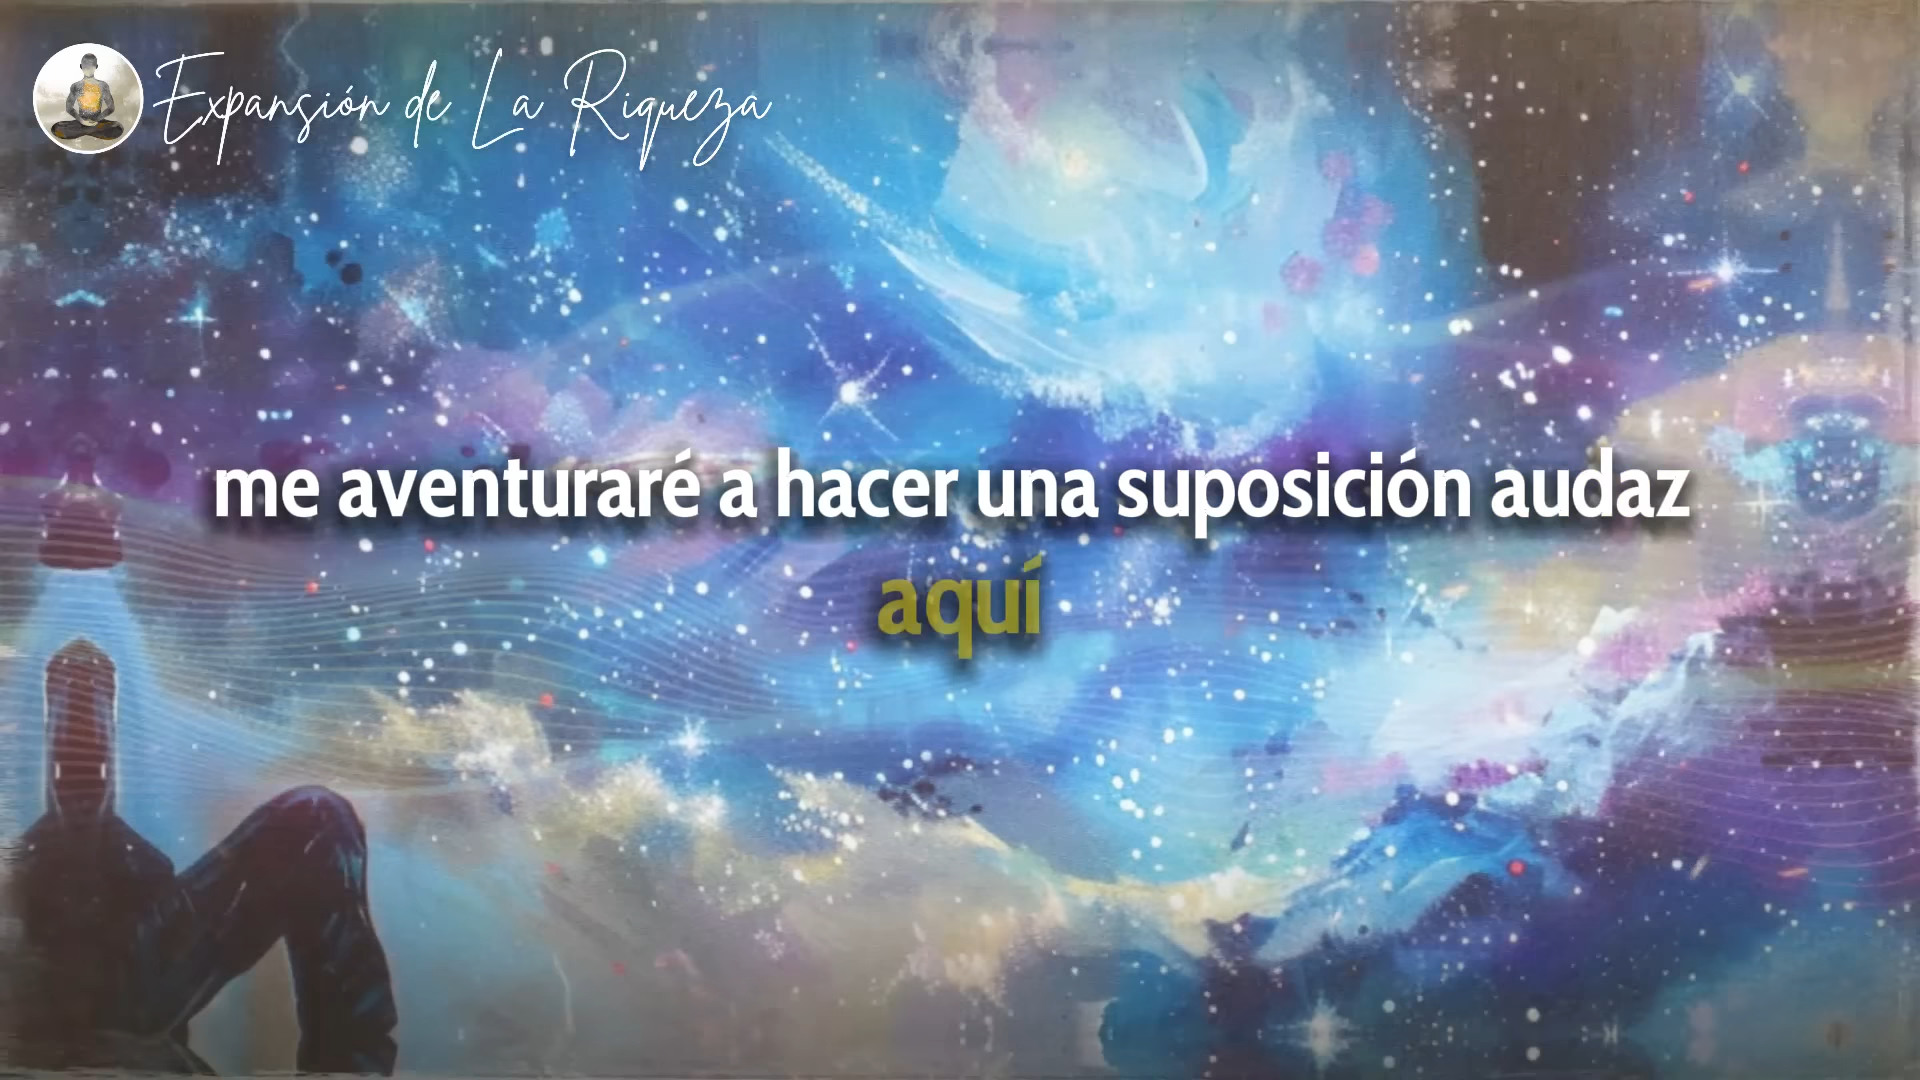 Expansión de La Riqueza
me aventuraré a hacer una suposición audaz
aquí